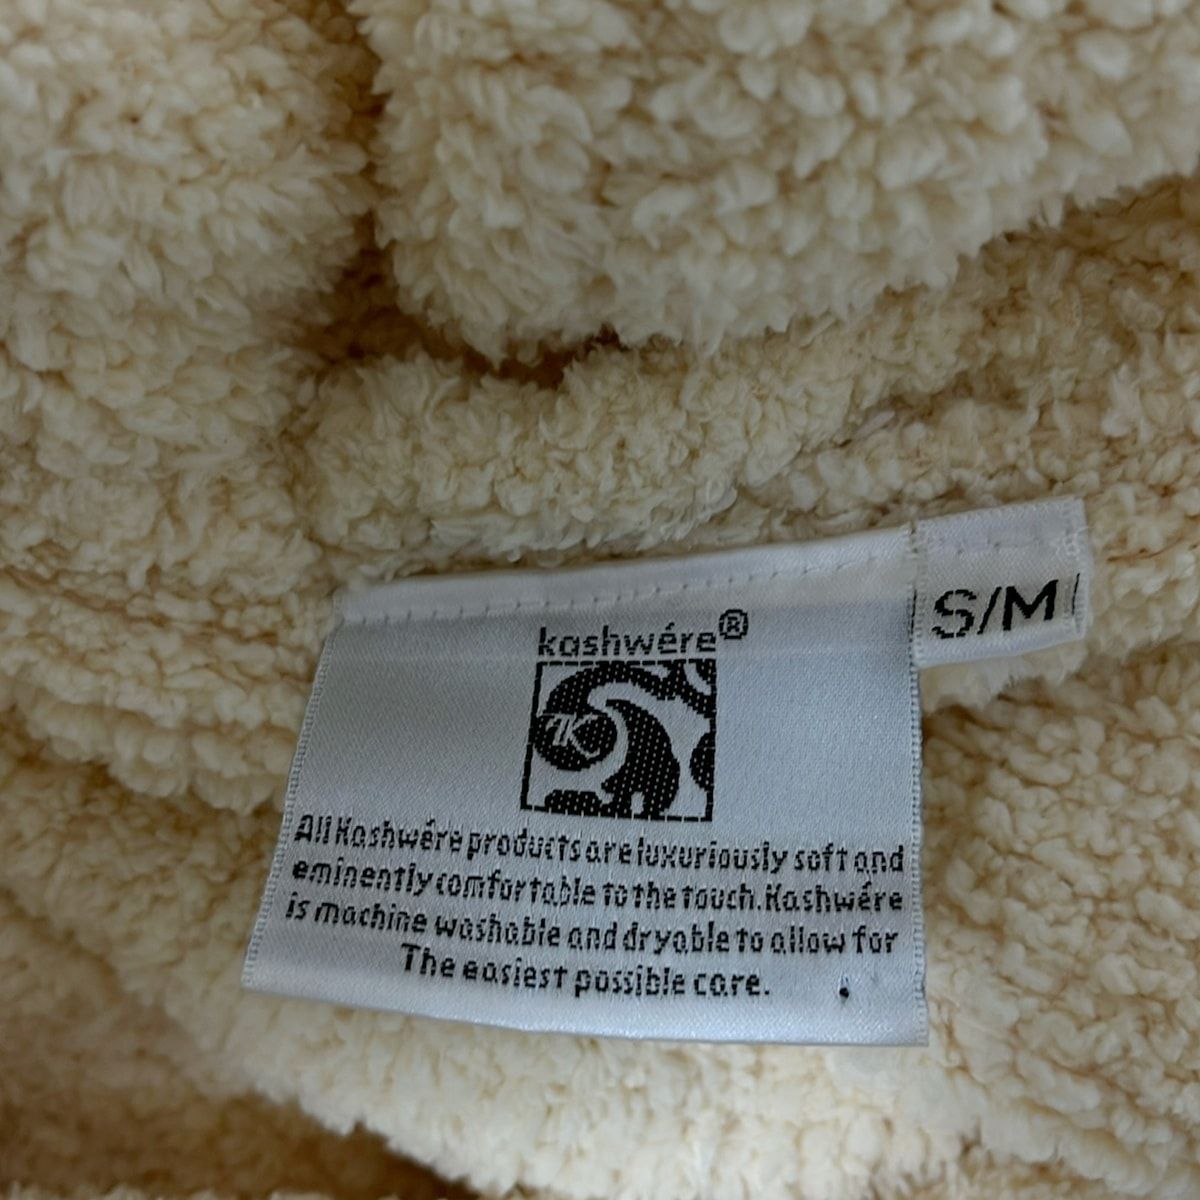 kashwére®
S/M
K
All Kashwére products are luxuriously soft and
eminently comfortable to the touch. Kashwére
is machine washable and dryable to allow for
The easiest possible care.